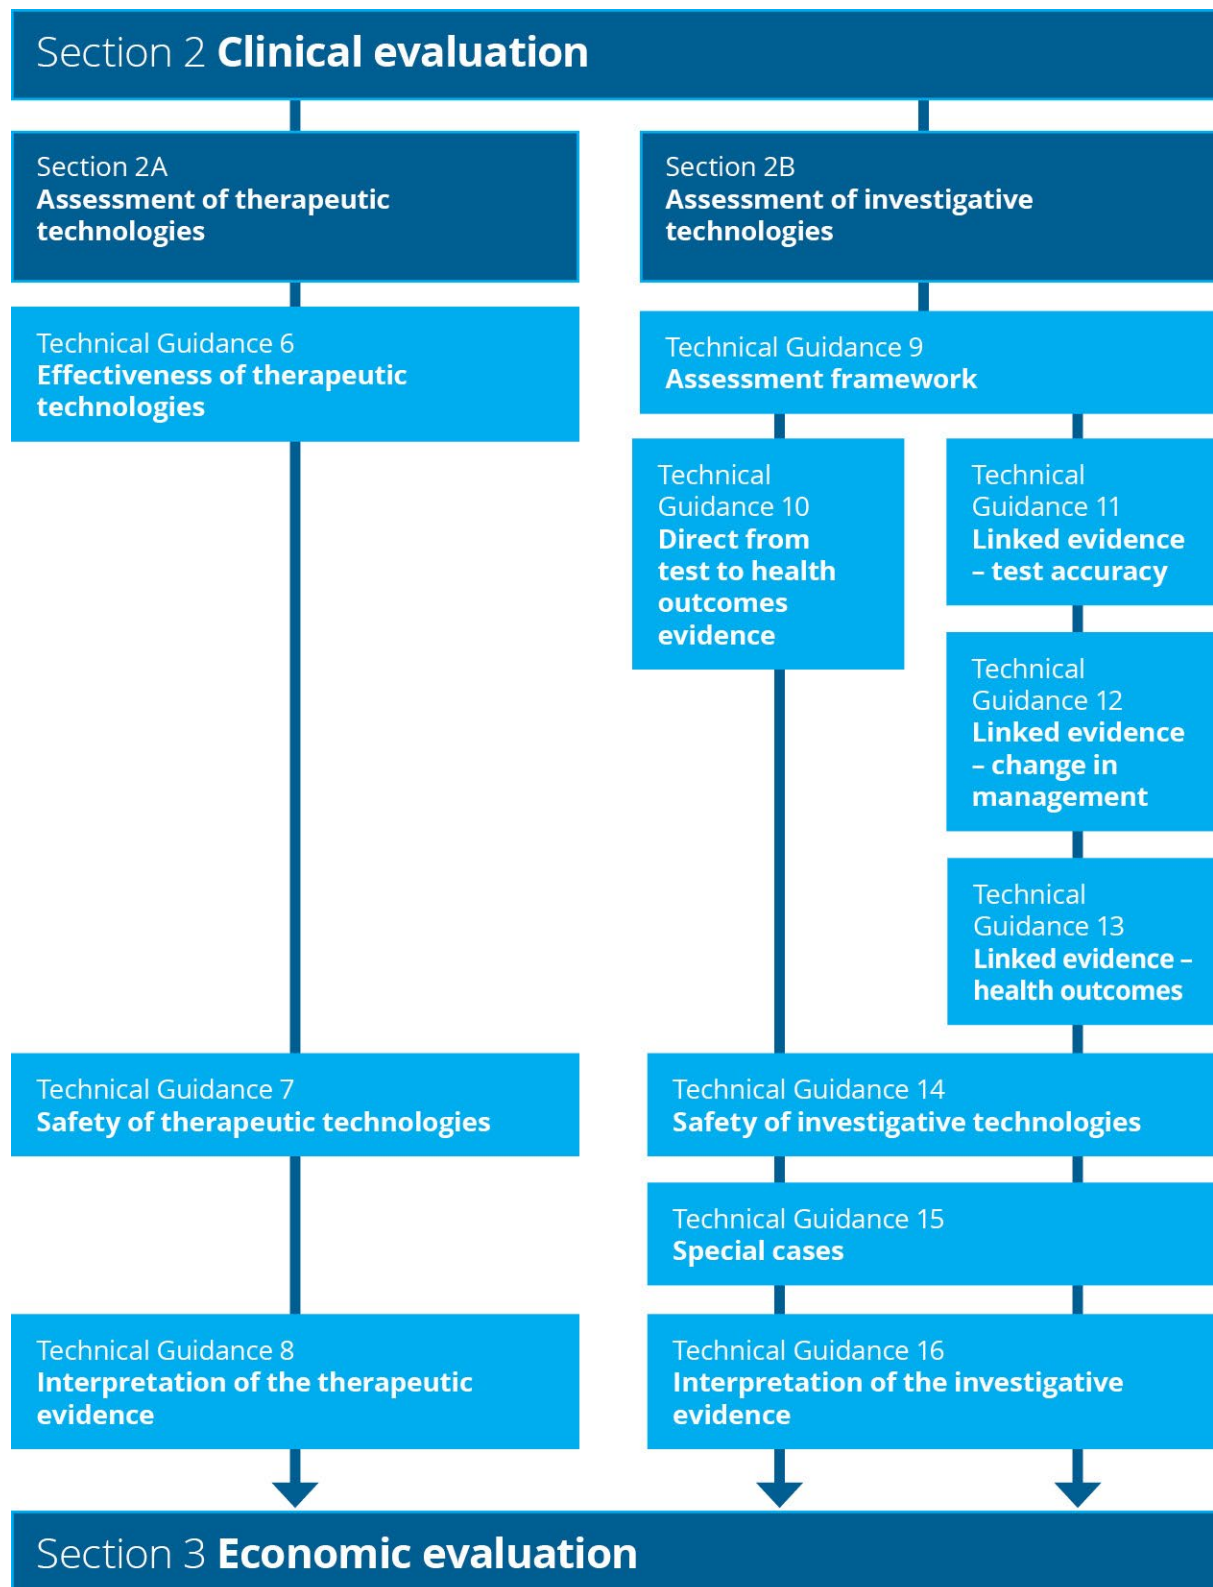 Section 2 Clinical evaluation
Section 2A
Assessment of therapeutic
technologies
Section 2B
Assessment of investigative
technologies
Technical Guidance 6
Effectiveness of therapeutic
technologies
Technical Guidance 9
Assessment framework
Technical
Guidance 10
Direct from
test to health
outcomes
evidence
Technical
Guidance 11
Linked evidence
– test accuracy
Technical
Guidance 12
Linked evidence
– change in
management
Technical
Guidance 13
Linked evidence –
health outcomes
Technical Guidance 7
Safety of therapeutic technologies
Technical Guidance 14
Safety of investigative technologies
Technical Guidance 15
Special cases
Technical Guidance 8
Interpretation of the therapeutic
evidence
Technical Guidance 16
Interpretation of the investigative
evidence
Section 3 Economic evaluation